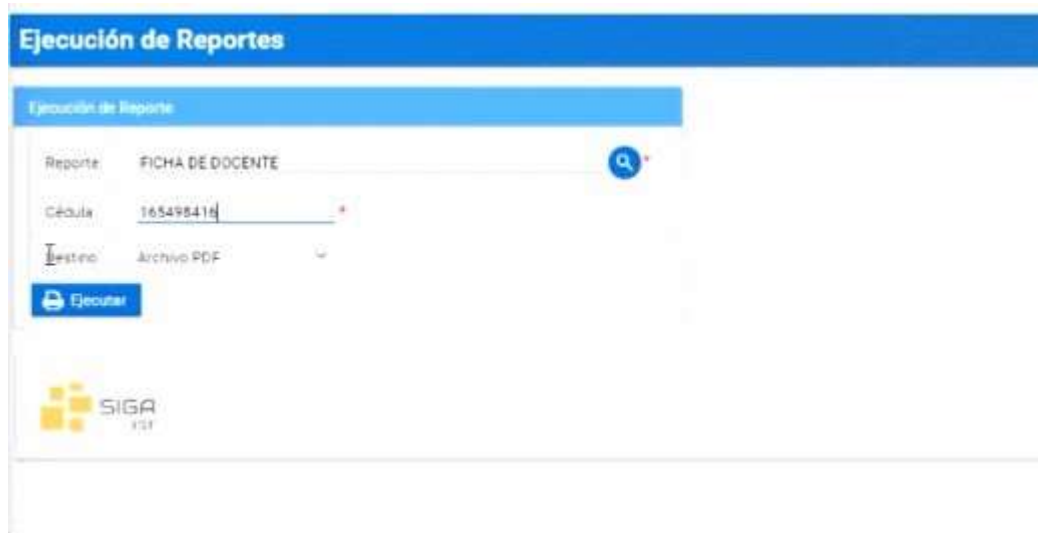 Ejecución de Reportes
Ejecución de Reporte
Reporte FICHA DE DOCENTE *
Cédula 165498416 *
Destino Archivo PDF
Ejecutar
SIGA